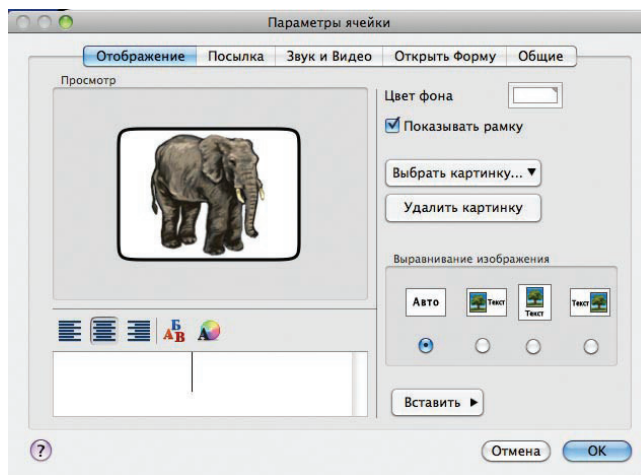 Параметры ячейки
Отображение Посылка Звук и Видео Открыть Форму Общие
Просмотр
Цвет фона
Показывать рамку
Выбрать картинку... ▼
Удалить картинку
Выравнивание изображения
Авто Текст Текст Текст
Б
А В
А
Вставить ▶
? Отмена OK